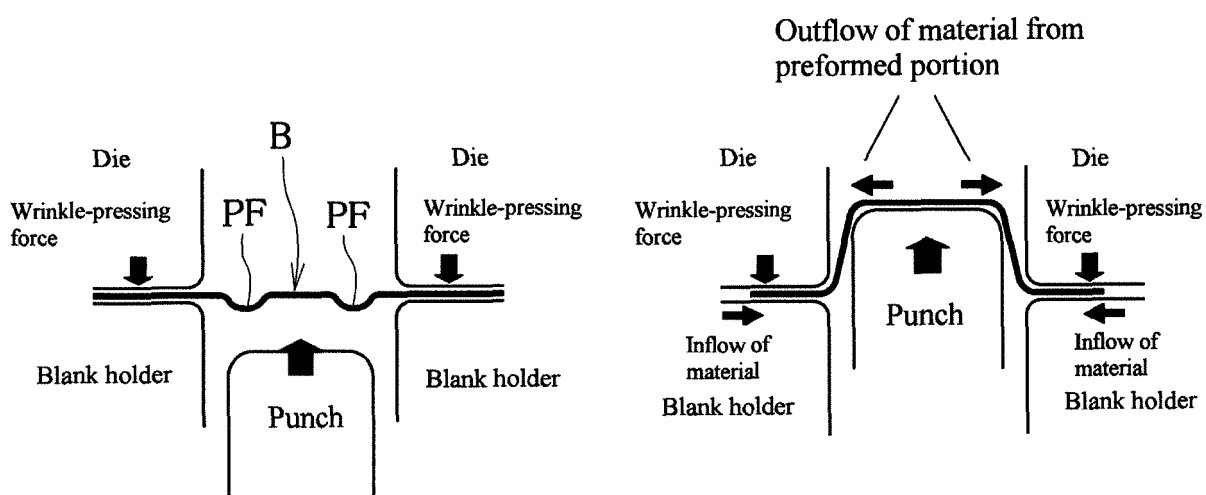 Outflow of material from
preformed portion
B
Die
Die
Wrinkle-pressing
force
PF
PF
Wrinkle-pressing
force
Blank holder
Punch
Blank holder
Die
Die
Wrinkle-pressing
force
Wrinkle-pressing
force
Punch
Inflow of
material
Inflow of
material
Blank holder
Blank holder